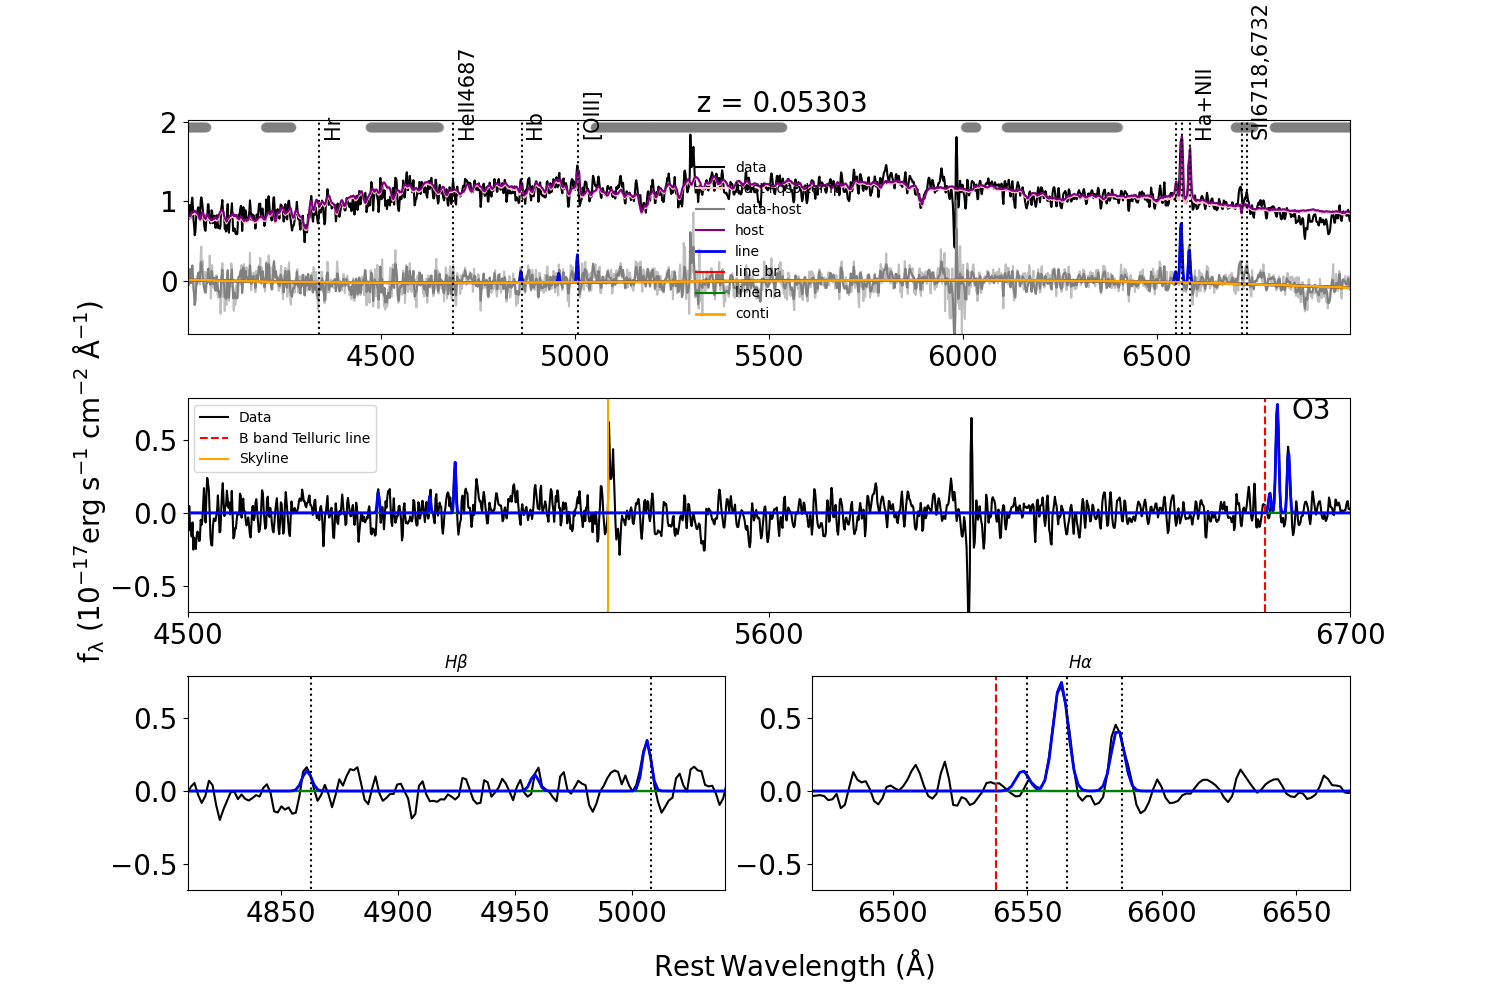 z = 0.05303
Hr
HeII4687
Hb
[OIII]
Ha+NII
SII6718,6732
2
1
0
data
data-host
host
line
line br
line na
conti
4500
5000
5500
6000
6500
Data
B band Telluric line
Skyline
O3
0.5
0.0
−0.5
4500
5600
6700
fλ (10−17erg s−1 cm−2 Å−1)
Hβ
0.5
0.0
−0.5
4850
4900
4950
5000
Hα
0.5
0.0
−0.5
6500
6550
6600
6650
Rest Wavelength (Å)